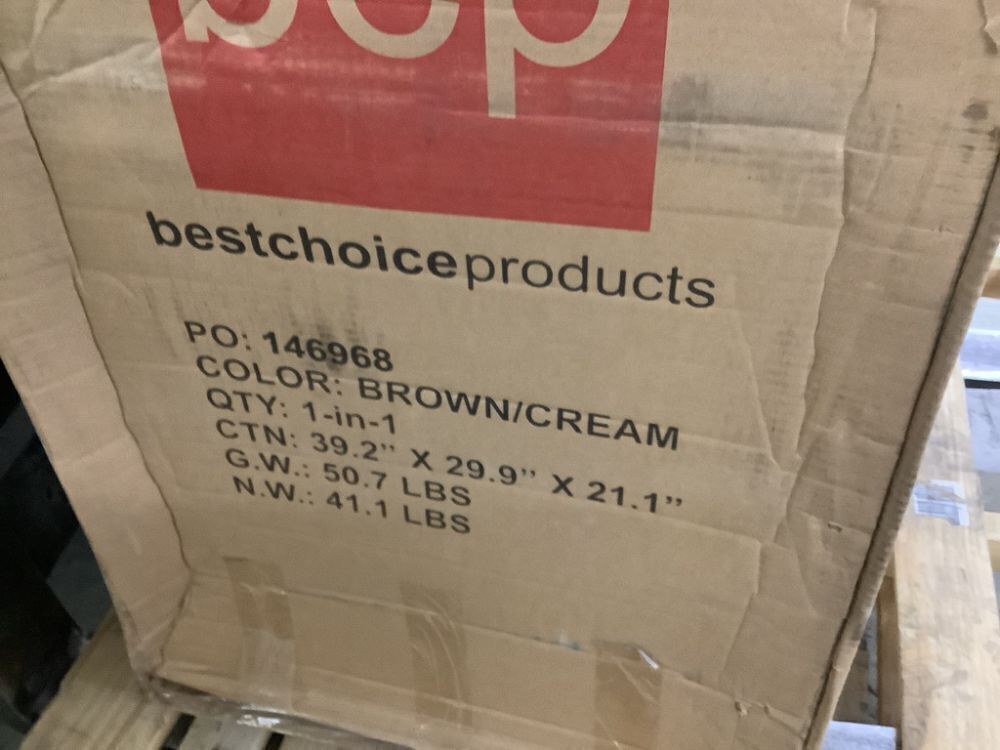 bcp
bestchoiceproducts
PO: 146968
COLOR: BROWN/CREAM
QTY: 1-in-1
CTN: 39.2" X 29.9" X 21.1"
G.W.: 50.7 LBS
N.W.: 41.1 LBS